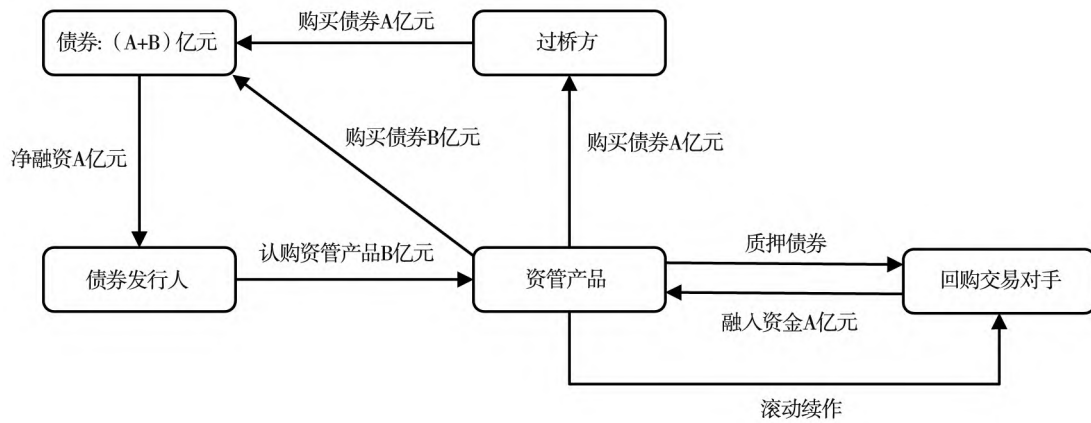 购买债券A亿元
债券:（A+B）亿元
过桥方
购买债券B亿元
购买债券A亿元
净融资A亿元
认购资管产品B亿元
质押债券
债券发行人
资管产品
回购交易对手
融入资金A亿元
滚动续作